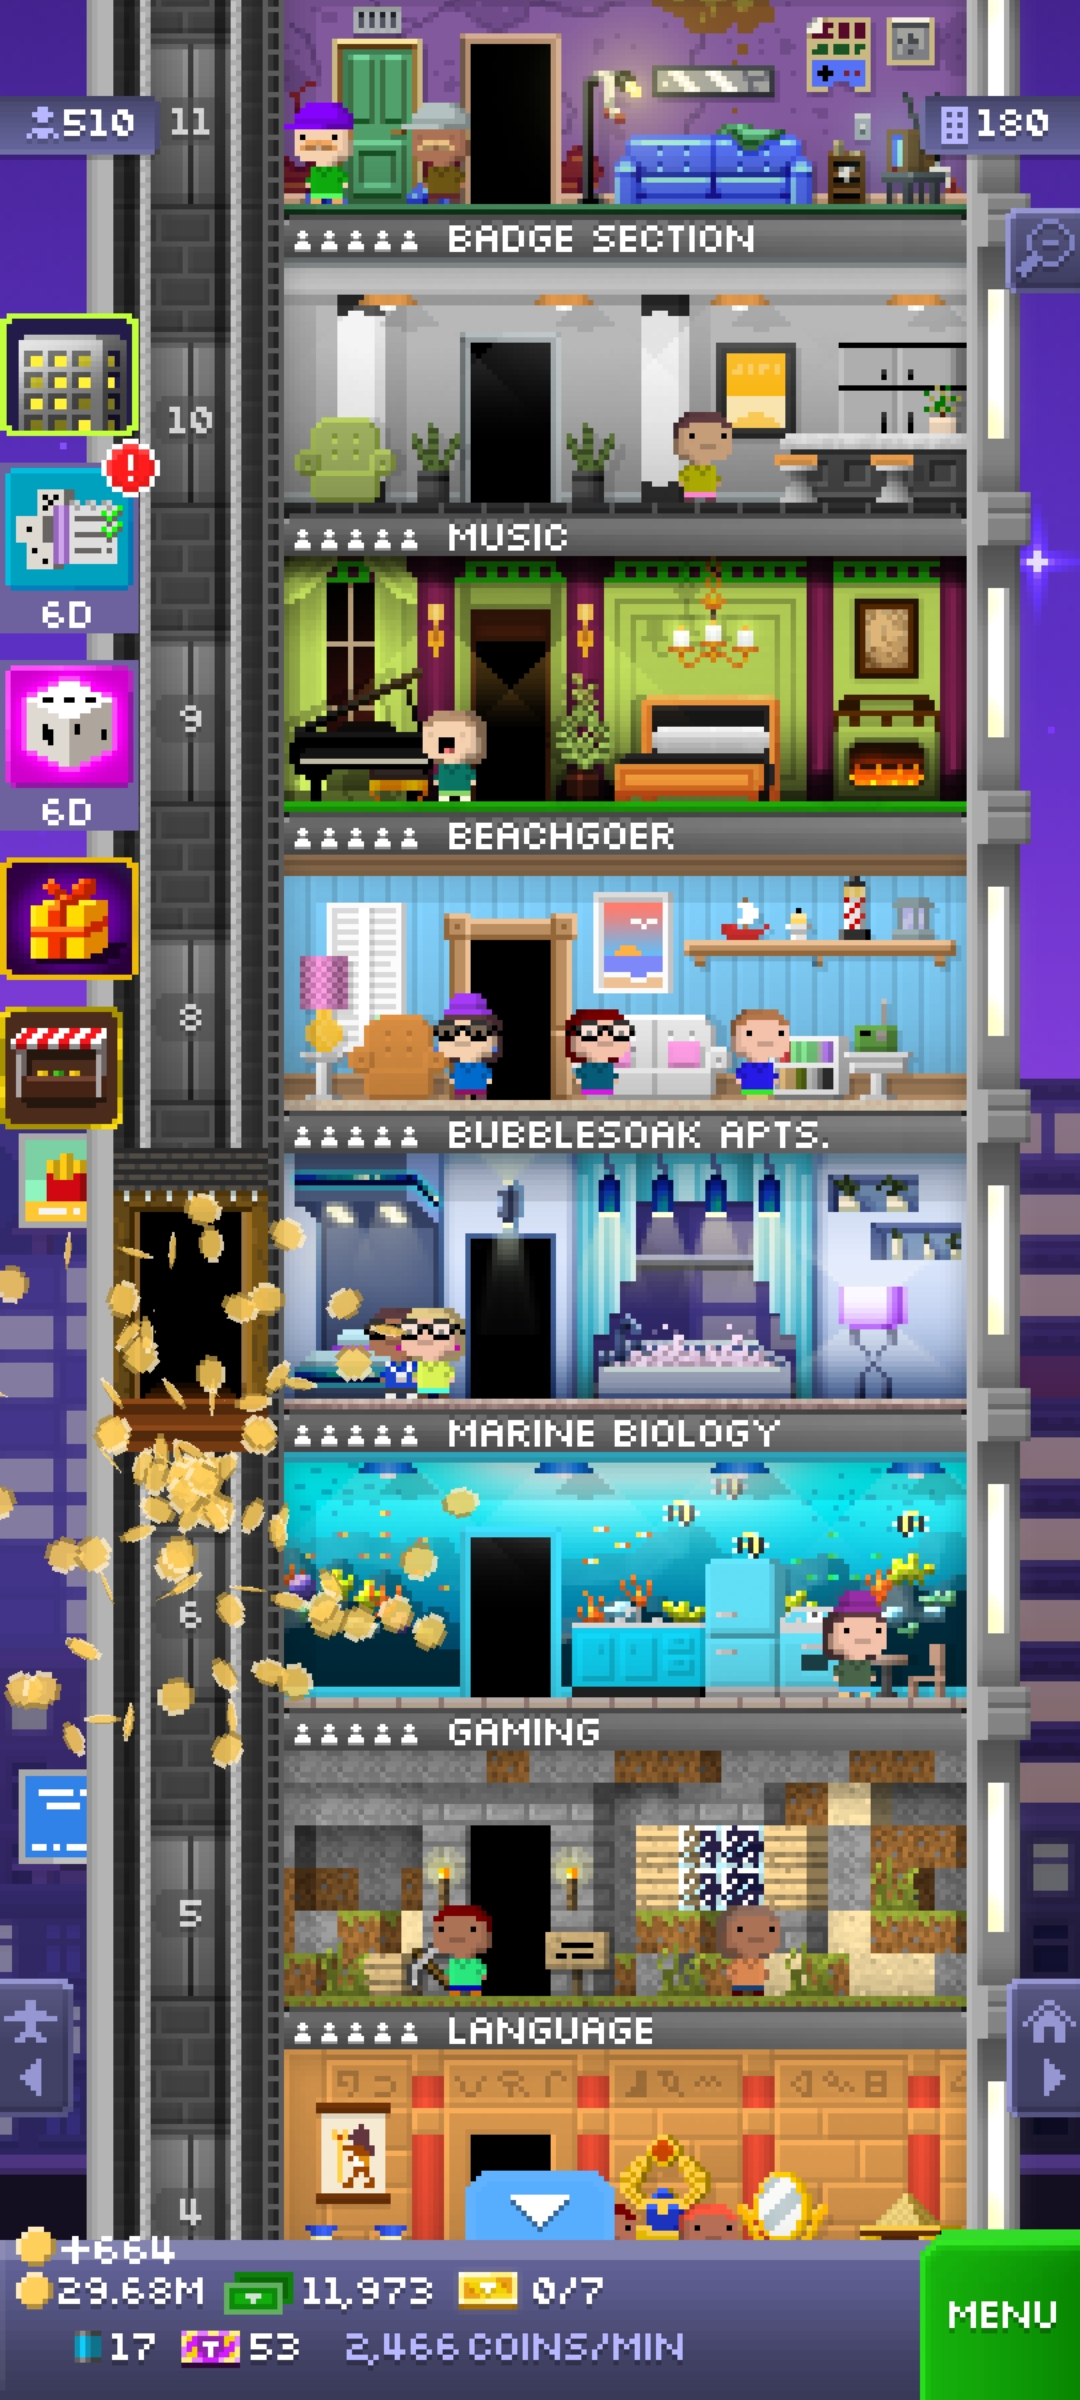 510
11
180
BADGE SECTION
10
MUSIC
6D
9
BEACHGOER
6D
8
BUBBLESOAK APTS.
MARINE BIOLOGY
6
GAMING
5
LANGUAGE
4
+664
29.68M 11,973 0/7
MENU
17 53 2,466 COINS/MIN